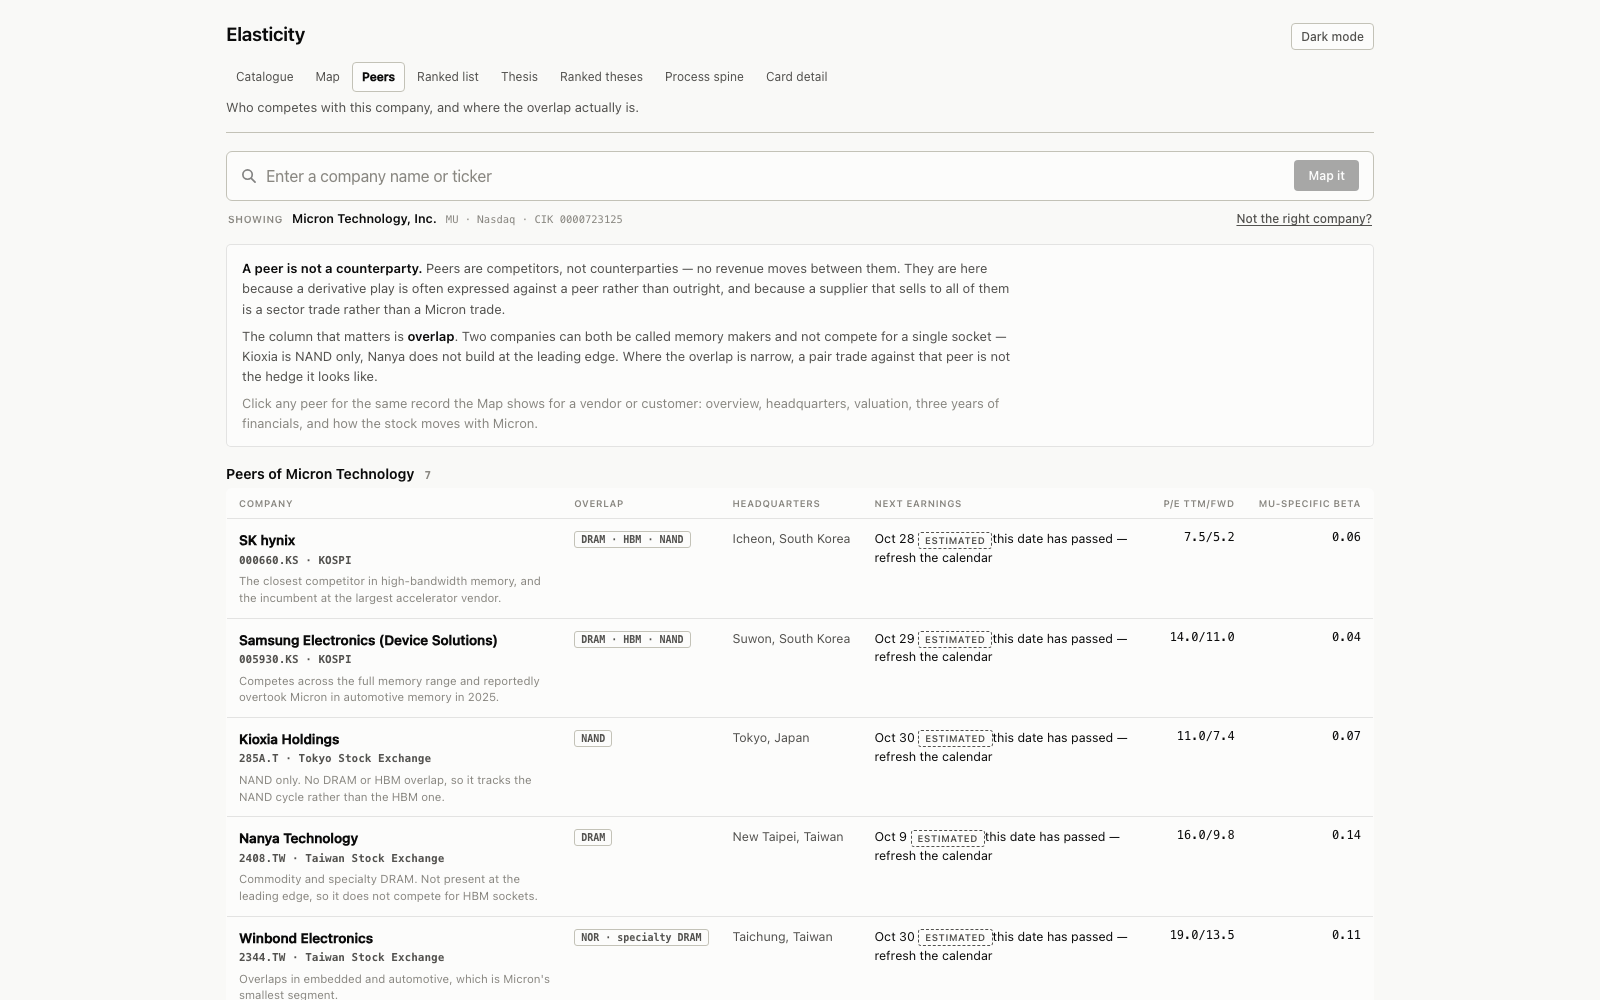 Elasticity
Dark mode
Catalogue Map Peers Ranked list Thesis Ranked theses Process spine Card detail
Who competes with this company, and where the overlap actually is.
Enter a company name or ticker
Map it
SHOWING Micron Technology, Inc. MU · Nasdaq · CIK 0000723125
Not the right company?
A peer is not a counterparty. Peers are competitors, not counterparties — no revenue moves between them. They are here
because a derivative play is often expressed against a peer rather than outright, and because a supplier that sells to all of them
is a sector trade rather than a Micron trade.
The column that matters is overlap. Two companies can both be called memory makers and not compete for a single socket —
Kioxia is NAND only, Nanya does not build at the leading edge. Where the overlap is narrow, a pair trade against that peer is not
the hedge it looks like.
Click any peer for the same record the Map shows for a vendor or customer: overview, headquarters, valuation, three years of
financials, and how the stock moves with Micron.
Peers of Micron Technology 7
COMPANY OVERLAP HEADQUARTERS NEXT EARNINGS P/E TTM/FWD MU-SPECIFIC BETA
SK hynix
000660.KS · KOSPI
The closest competitor in high-bandwidth memory, and
the incumbent at the largest accelerator vendor.
DRAM · HBM · NAND
Icheon, South Korea
Oct 28 ESTIMATED this date has passed —
refresh the calendar
7.5/5.2
0.06
Samsung Electronics (Device Solutions)
005930.KS · KOSPI
Competes across the full memory range and reportedly
overtook Micron in automotive memory in 2025.
DRAM · HBM · NAND
Suwon, South Korea
Oct 29 ESTIMATED this date has passed —
refresh the calendar
14.0/11.0
0.04
Kioxia Holdings
285A.T · Tokyo Stock Exchange
NAND only. No DRAM or HBM overlap, so it tracks the
NAND cycle rather than the HBM one.
NAND
Tokyo, Japan
Oct 30 ESTIMATED this date has passed —
refresh the calendar
11.0/7.4
0.07
Nanya Technology
2408.TW · Taiwan Stock Exchange
Commodity and specialty DRAM. Not present at the
leading edge, so it does not compete for HBM sockets.
DRAM
New Taipei, Taiwan
Oct 9 ESTIMATED this date has passed —
refresh the calendar
16.0/9.8
0.14
Winbond Electronics
2344.TW · Taiwan Stock Exchange
Overlaps in embedded and automotive, which is Micron's
smallest segment.
NOR · specialty DRAM
Taichung, Taiwan
Oct 30 ESTIMATED this date has passed —
refresh the calendar
19.0/13.5
0.11